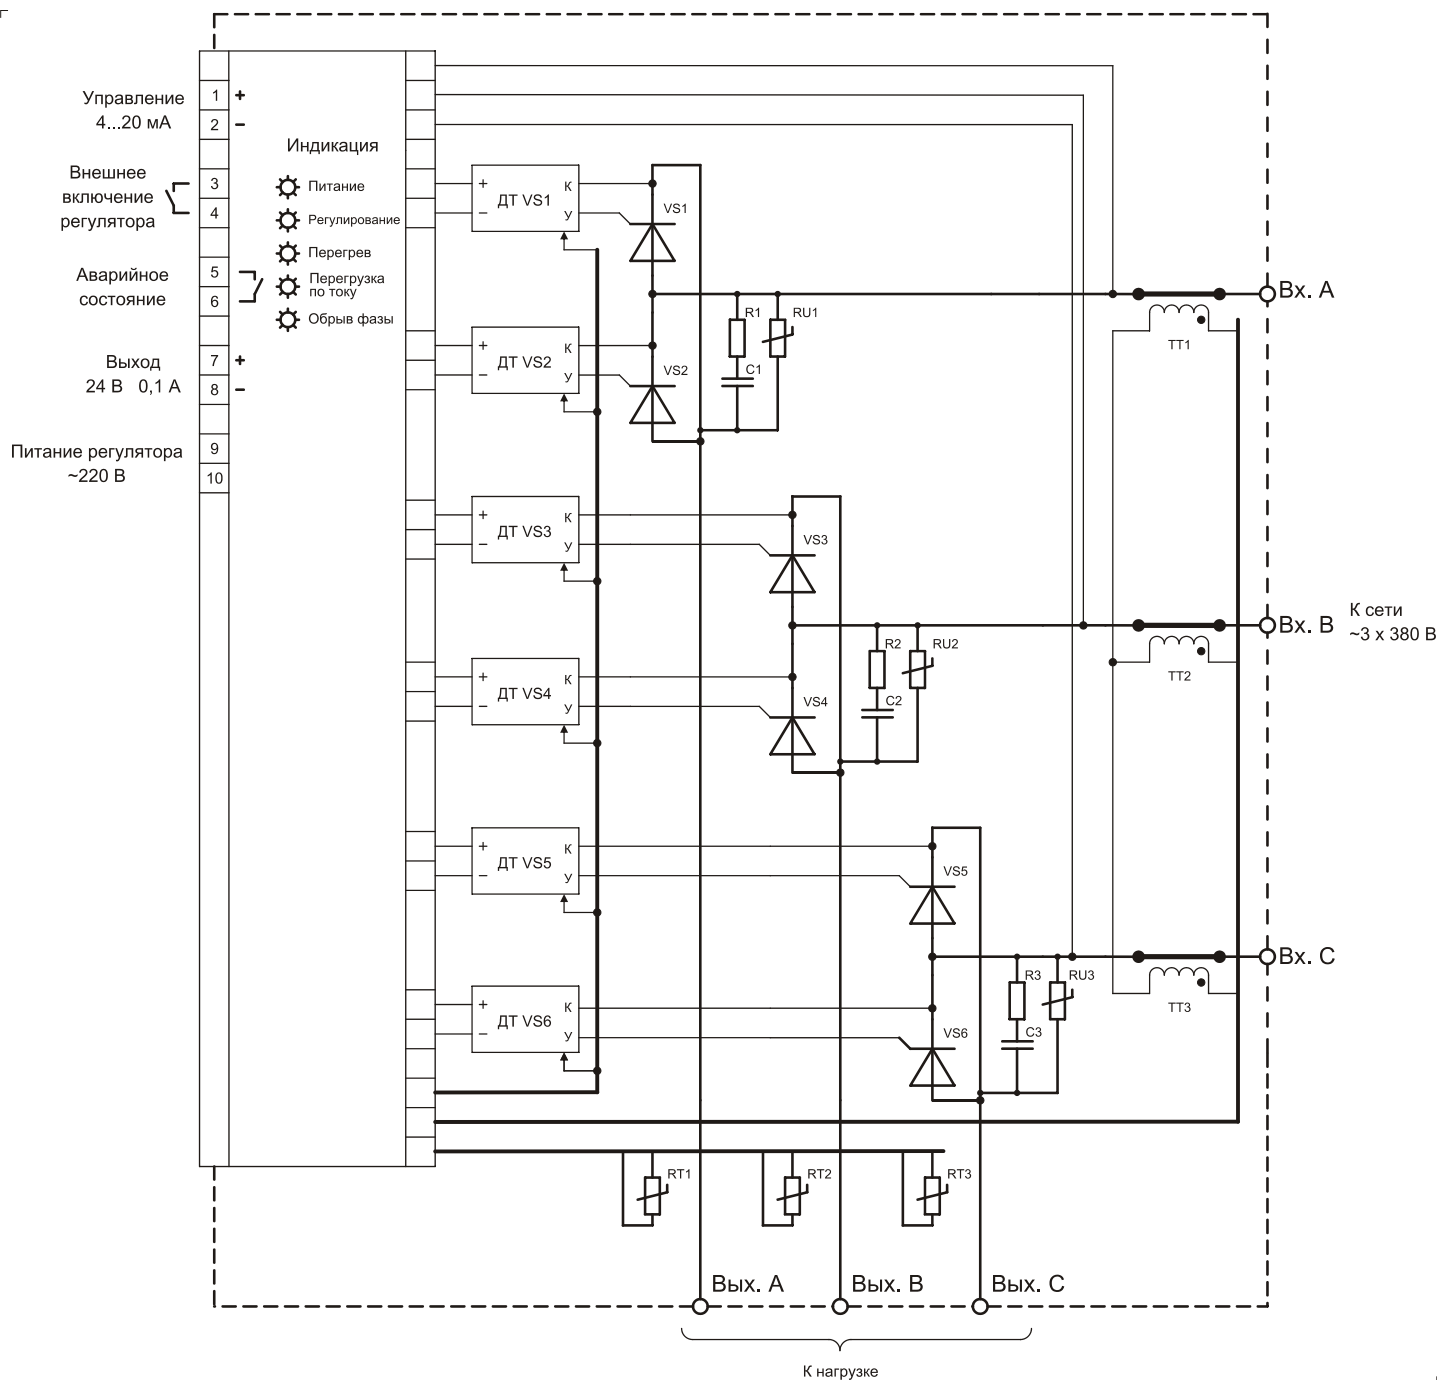 Управление
4...20 мА
1 +
2 −
Внешнее
включение
регулятора
3
4
Аварийное
состояние
5
6
Выход
24 В 0,1 А
7 +
8 −
Питание регулятора
~220 В
9
10
Индикация
Питание
Регулирование
Перегрев
Перегрузка
по току
Обрыв фазы
+ ДТ VS1 К
− У
VS1
+ ДТ VS2 К
− У
VS2
R1
RU1
C1
Вх. А
ТТ1
+ ДТ VS3 К
− У
VS3
+ ДТ VS4 К
− У
VS4
R2
RU2
C2
Вх. В
ТТ2
К сети
~3 х 380 В
+ ДТ VS5 К
− У
VS5
+ ДТ VS6 К
− У
VS6
R3
RU3
C3
Вх. С
ТТ3
RT1
RT2
RT3
Вых. А
Вых. В
Вых. С
К нагрузке